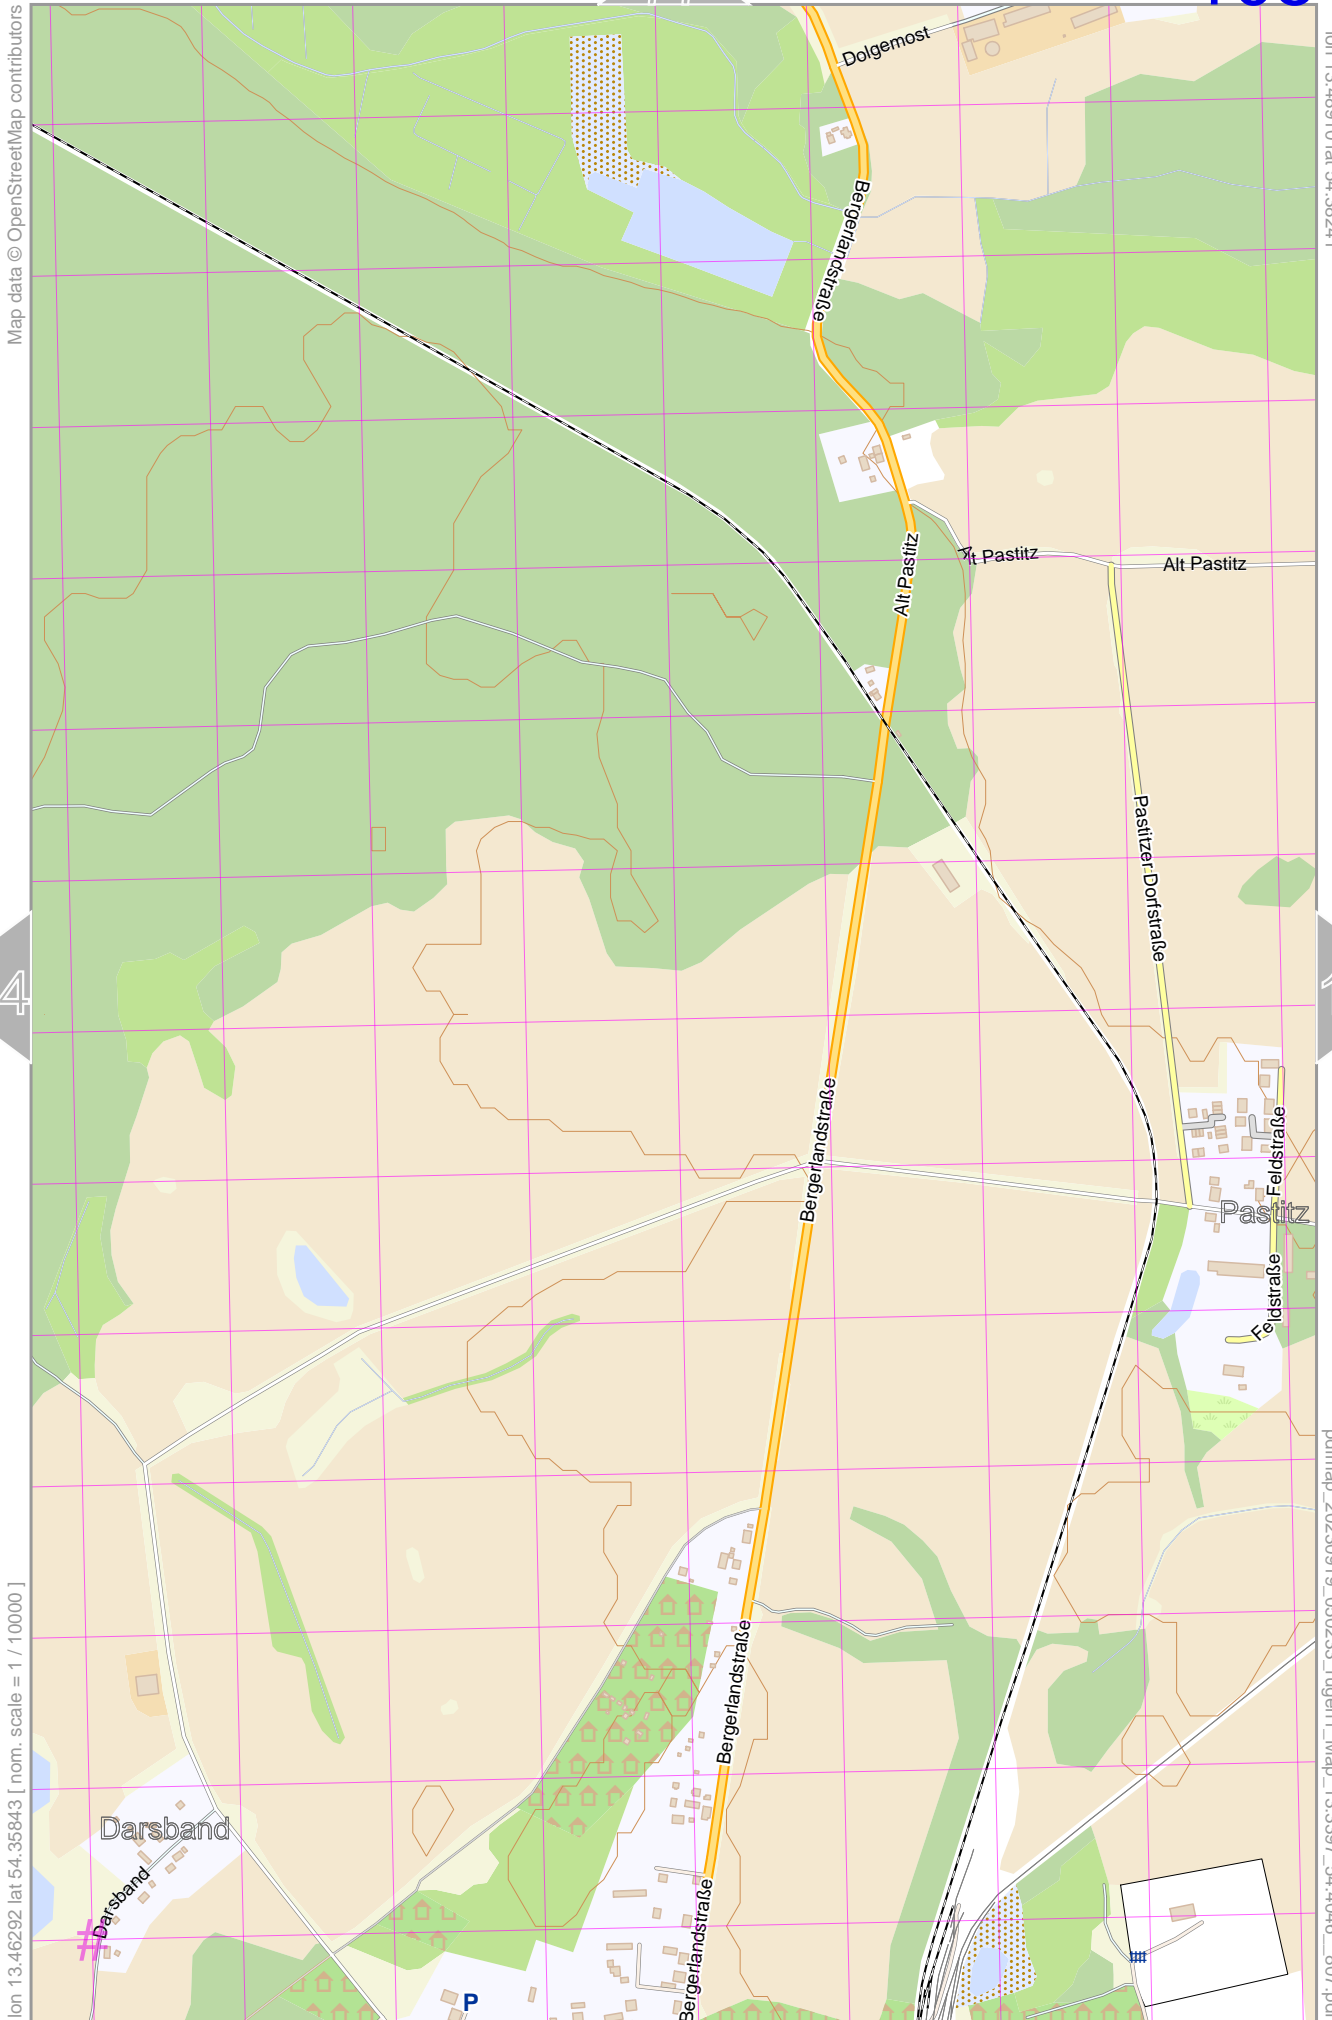 Map data © OpenStreetMap contributors
Dolgemost
Bergerlandstraße
Alt Pastitz
Alt Pastitz
Alt Pastitz
Pastitzer Dorfstraße
4
Bergerlandstraße
Feldstraße
Pastitz
Feldstraße
Bergerlandstraße
Darsband
Darsband
#
Bergerlandstraße
P
lon 13.46292 lat 54.35843 [ nom. scale = 1 / 10000 ]